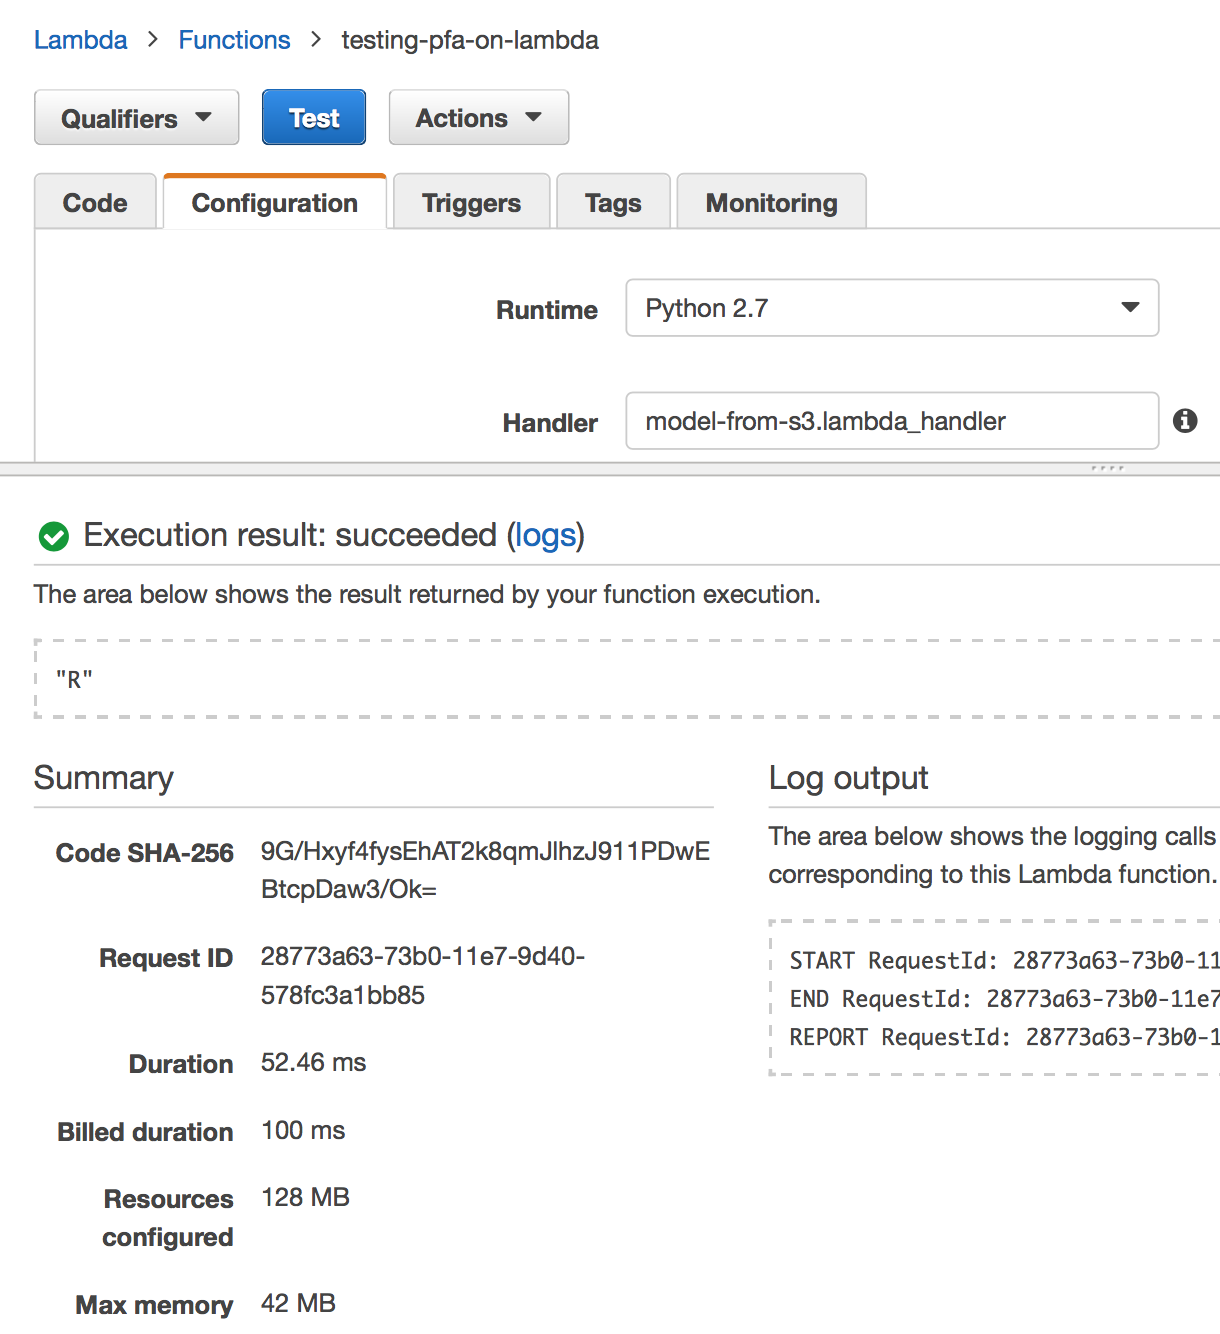 Lambda > Functions > testing-pfa-on-lambda
Qualifiers Test Actions
Code Configuration Triggers Tags Monitoring
Runtime Python 2.7
Handler model-from-s3.lambda_handler
Execution result: succeeded (logs)
The area below shows the result returned by your function execution.
"R"
Summary
Code SHA-256 9G/Hxyf4fysEhAT2k8qmJlhzJ911PDwE
BtcpDaw3/Ok=
Request ID 28773a63-73b0-11e7-9d40-
578fc3a1bb85
Duration 52.46 ms
Billed duration 100 ms
Resources 128 MB
configured
Max memory 42 MB
Log output
The area below shows the logging calls
corresponding to this Lambda function.
START RequestId: 28773a63-73b0-11
END RequestId: 28773a63-73b0-11e7
REPORT RequestId: 28773a63-73b0-1